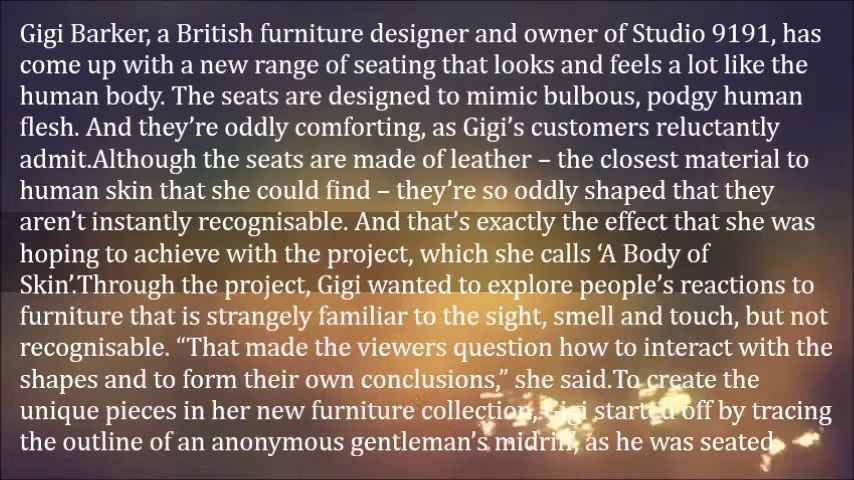 Gigi Barker, a British furniture designer and owner of Studio 9191, has
come up with a new range of seating that looks and feels a lot like the
human body. The seats are designed to mimic bulbous, podgy human
flesh. And they’re oddly comforting, as Gigi’s customers reluctantly
admit.Although the seats are made of leather – the closest material to
human skin that she could find – they’re so oddly shaped that they
aren’t instantly recognisable. And that’s exactly the effect that she was
hoping to achieve with the project, which she calls ‘A Body of
Skin’.Through the project, Gigi wanted to explore people’s reactions to
furniture that is strangely familiar to the sight, smell and touch, but not
recognisable. “That made the viewers question how to interact with the
shapes and to form their own conclusions,” she said.To create the
unique pieces in her new furniture collection, Gigi started off by tracing
the outline of an anonymous gentleman’s midriff, as he was seated